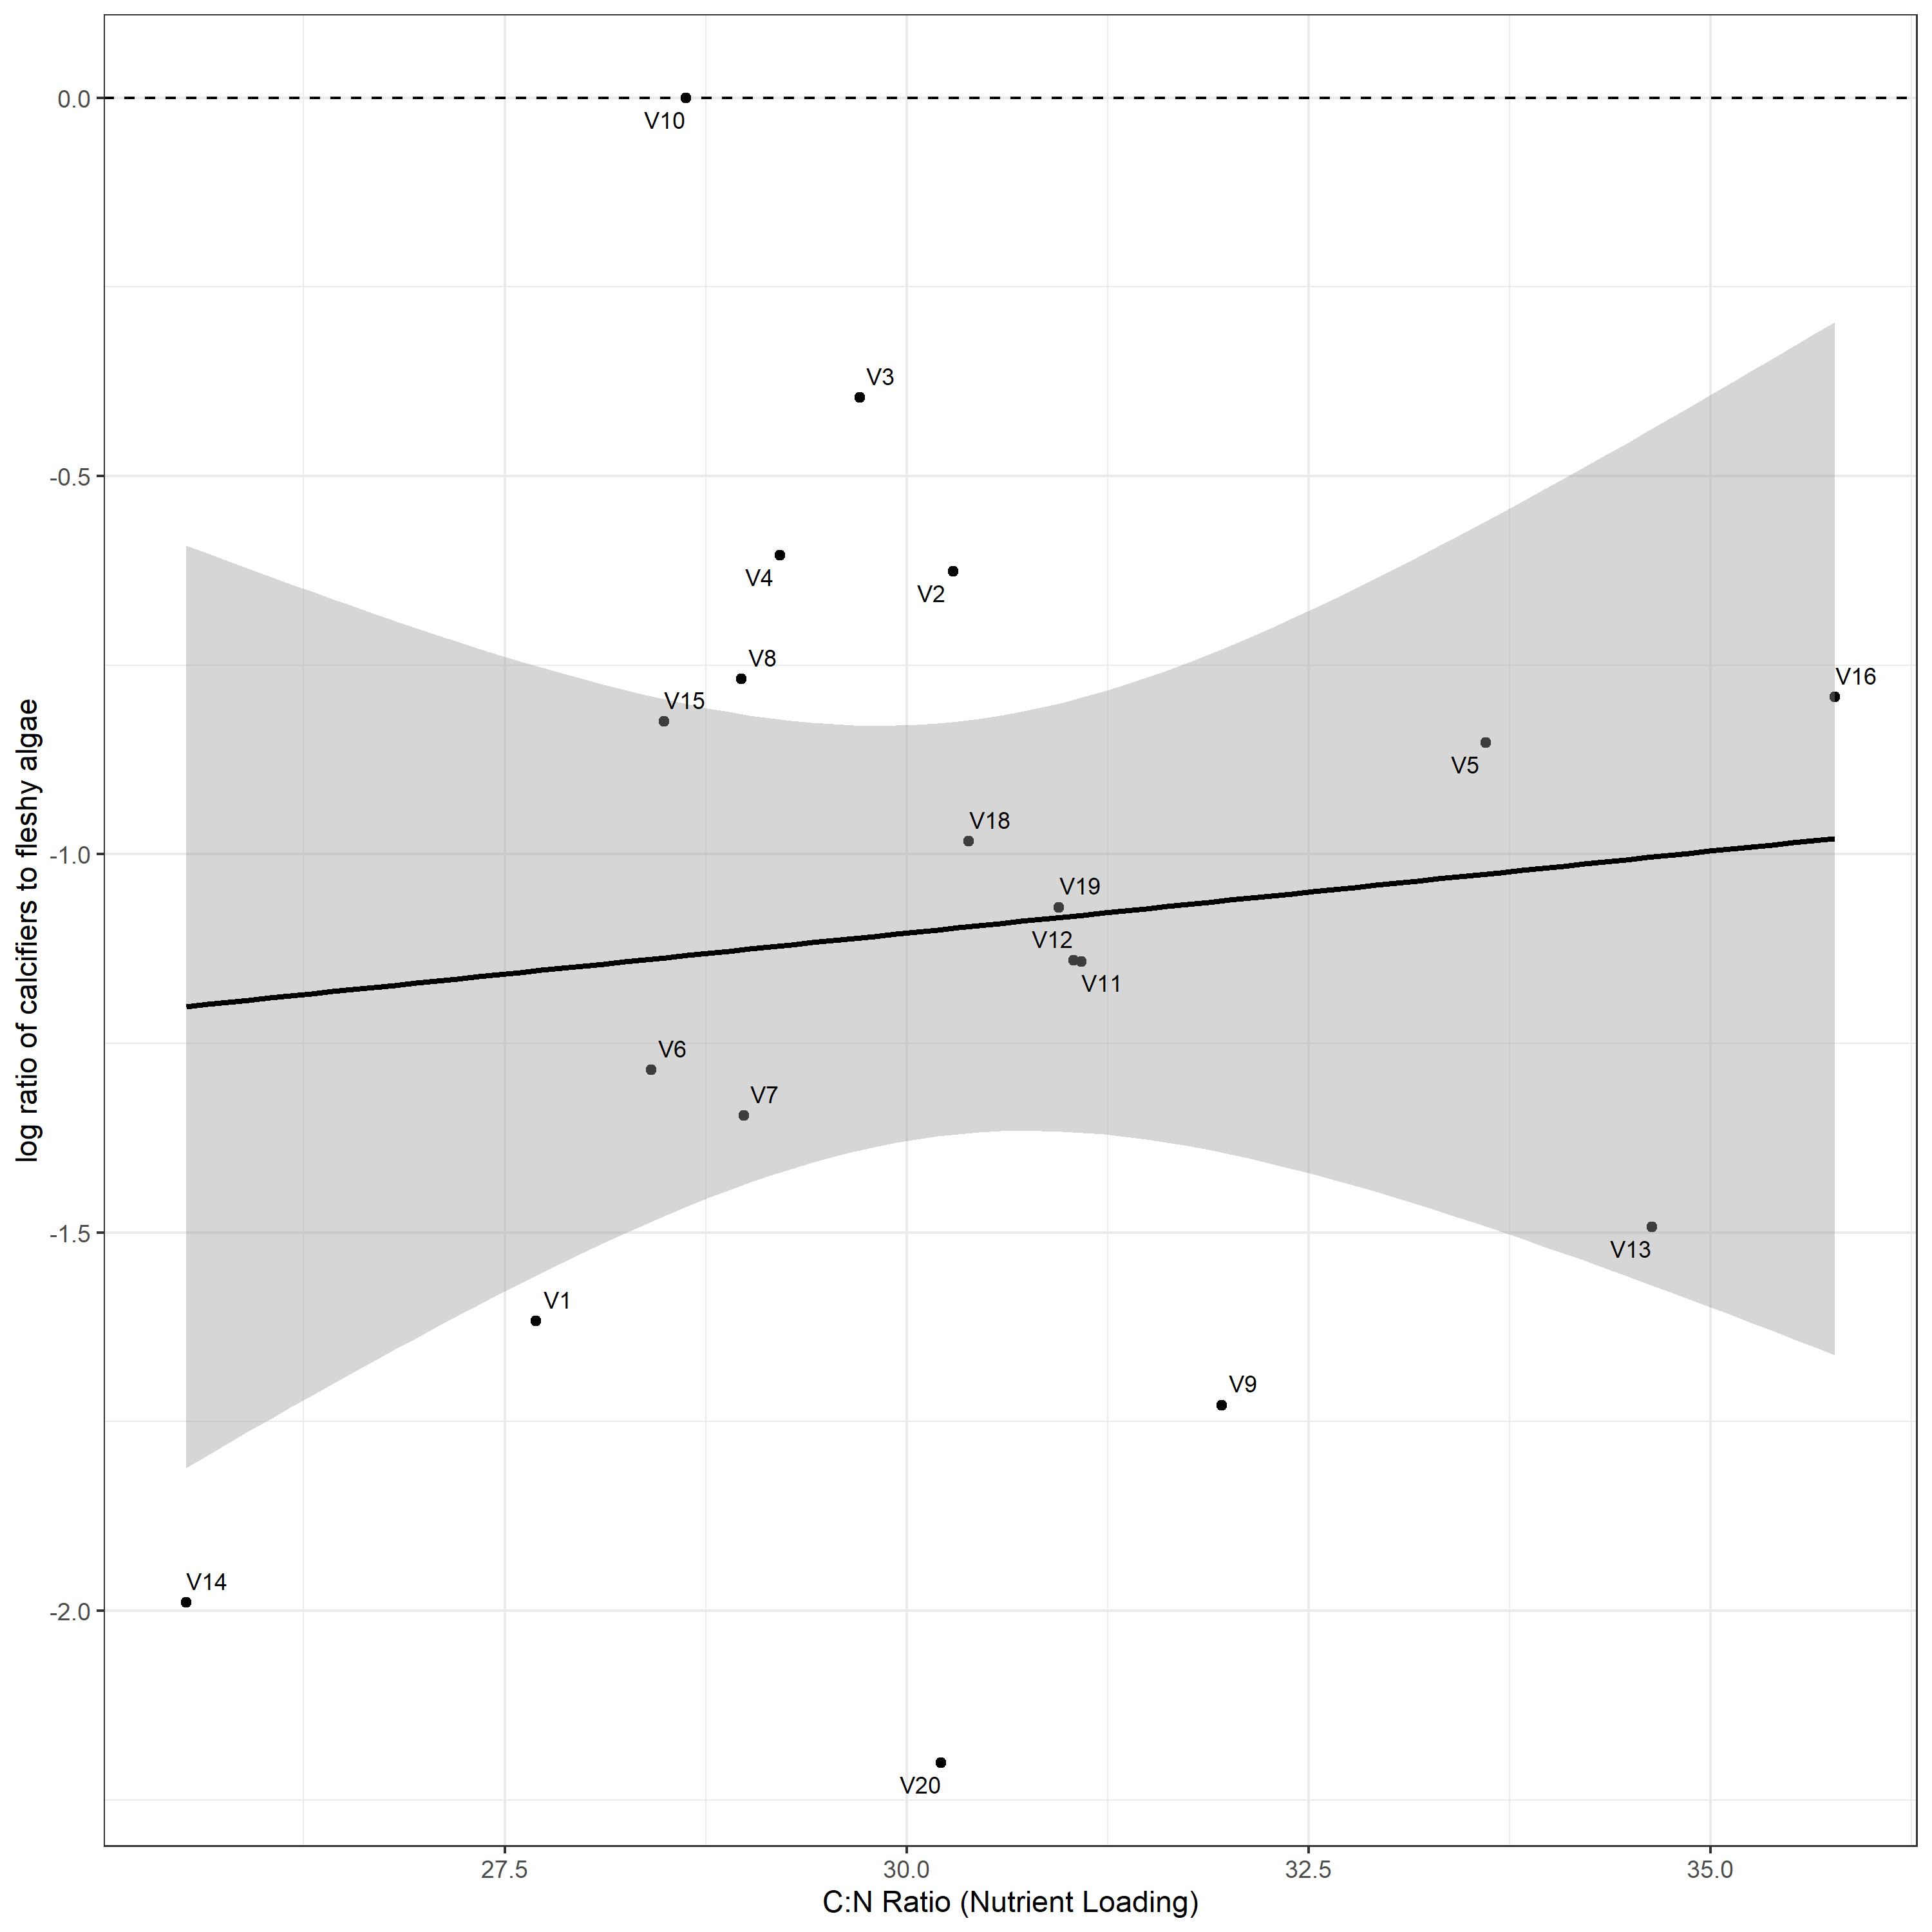 0.0
V10
V3
-0.5
V4
V2
V8
V15
V16
V5
V18
-1.0
V19
V12
V11
V6
V7
-1.5
V13
V1
V9
V14
-2.0
V20
27.5 30.0 32.5 35.0
C:N Ratio (Nutrient Loading)
log ratio of calcifiers to fleshy algae